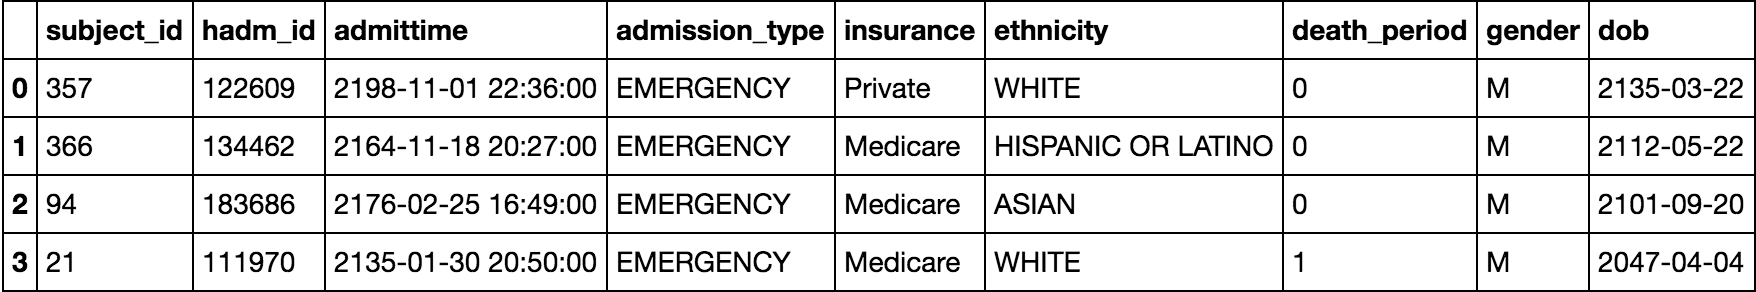 subject_id hadm_id admittime admission_type insurance ethnicity death_period gender dob
0 357 122609 2198-11-01 22:36:00 EMERGENCY Private WHITE 0 M 2135-03-22
1 366 134462 2164-11-18 20:27:00 EMERGENCY Medicare HISPANIC OR LATINO 0 M 2112-05-22
2 94 183686 2176-02-25 16:49:00 EMERGENCY Medicare ASIAN 0 M 2101-09-20
3 21 111970 2135-01-30 20:50:00 EMERGENCY Medicare WHITE 1 M 2047-04-04